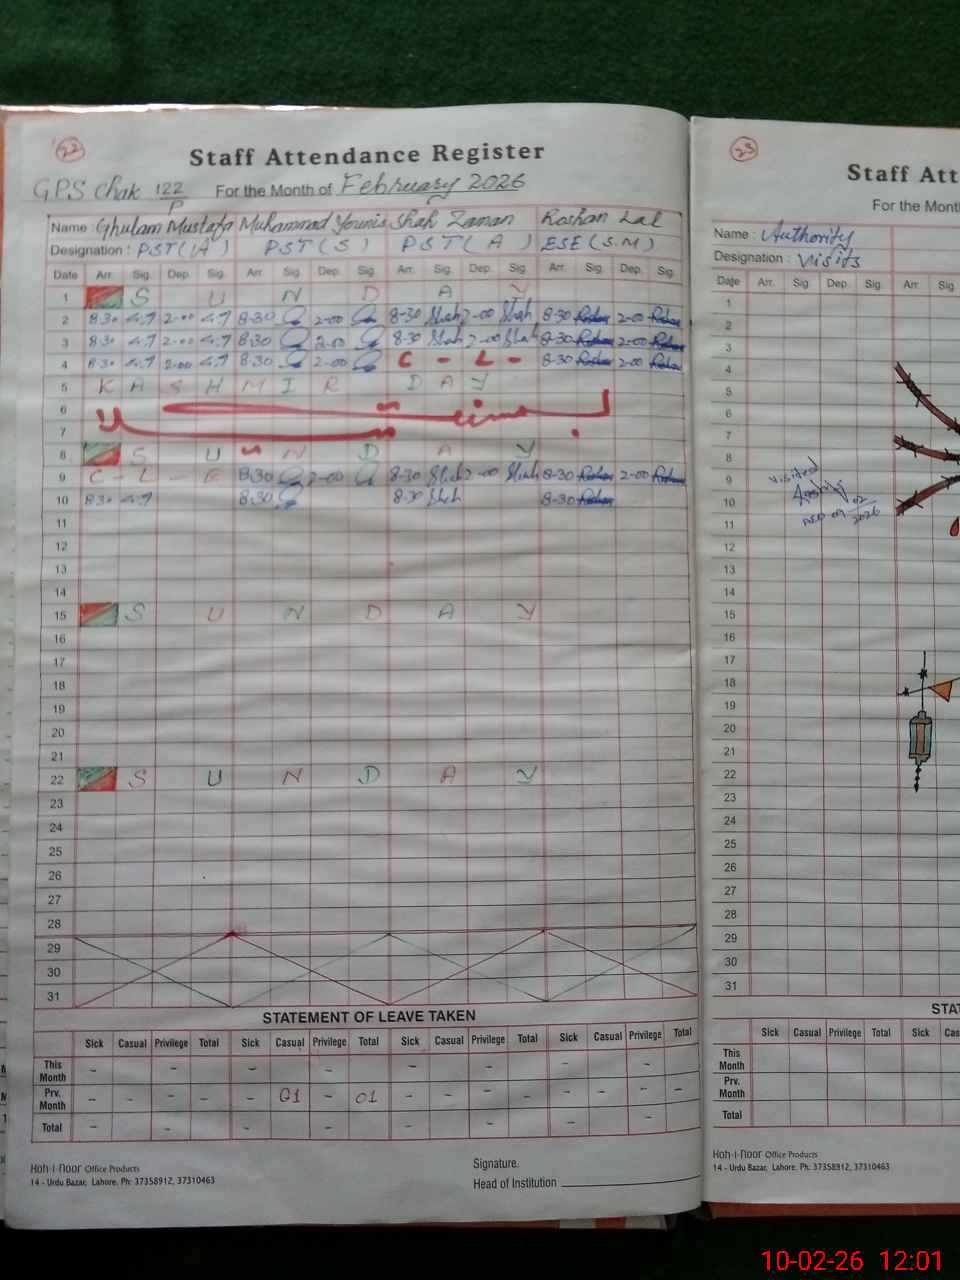 22
Staff Attendance Register
GPS Chak 122/P For the Month of February 2026
Name : Ghulam Mustafa Muhammad Younis Shah Zaman Roshan Lal
Designation : PST (A) PST (S) PST (A) ESE (S.M)
Date Arr. Sig. Dep. Sig. Arr. Sig. Dep. Sig. Arr. Sig. Dep. Sig. Arr. Sig. Dep. Sig.
1 S U N D A Y
2 8-30 2-00 8-30 2-00 8-30 Shah 2-00 Shah 8-30 Roshan 2-00 Roshan
3 8-30 2-00 8-30 2-00 8-30 Shah 2-00 Shah 8-30 Roshan 2-00 Roshan
4 8-30 2-00 8-30 2-00 C - L - 8-30 Roshan 2-00 Roshan
5 K A S H M I R D A Y
6 بسنت
7
8 S U N D A Y
9 C - L - E 8-30 2-00 8-30 Shah 2-00 Shah 8-30 Roshan 2-00 Roshan
10 8-30 8-30 8-30 Shah 8-30 Roshan
11
12
13
14
15 S U N D A Y
16
17
18
19
20
21
22 S U N D A Y
23
24
25
26
27
28
29
30
31
STATEMENT OF LEAVE TAKEN
Sick Casual Privilege Total Sick Casual Privilege Total Sick Casual Privilege Total Sick Casual Privilege Total
This Month - - - - - -
Prv. Month - - - - - 01 - 01 - - - - - - - -
Total - - - - - -
Koh-i-noor Office Products
14 - Urdu Bazar, Lahore. Ph: 37358912, 37310463
Signature.
Head of Institution
23
Staff Att
For the Month
Name : Authority
Designation : Visits
Date Arr. Sig. Dep. Sig. Arr. Sig.
1
2
3
4
5
6
7
8
9 visited
10
11 02 2026
12
13
14
15
16
17
18
19
20
21
22
23
24
25
26
27
28
29
30
31
STAT
Sick Casual Privilege Total Sick Cas
This Month
Prv. Month
Total
Koh-i-noor Office Products
14 - Urdu Bazar, Lahore. Ph: 37358912, 37310463
10-02-26 12:01